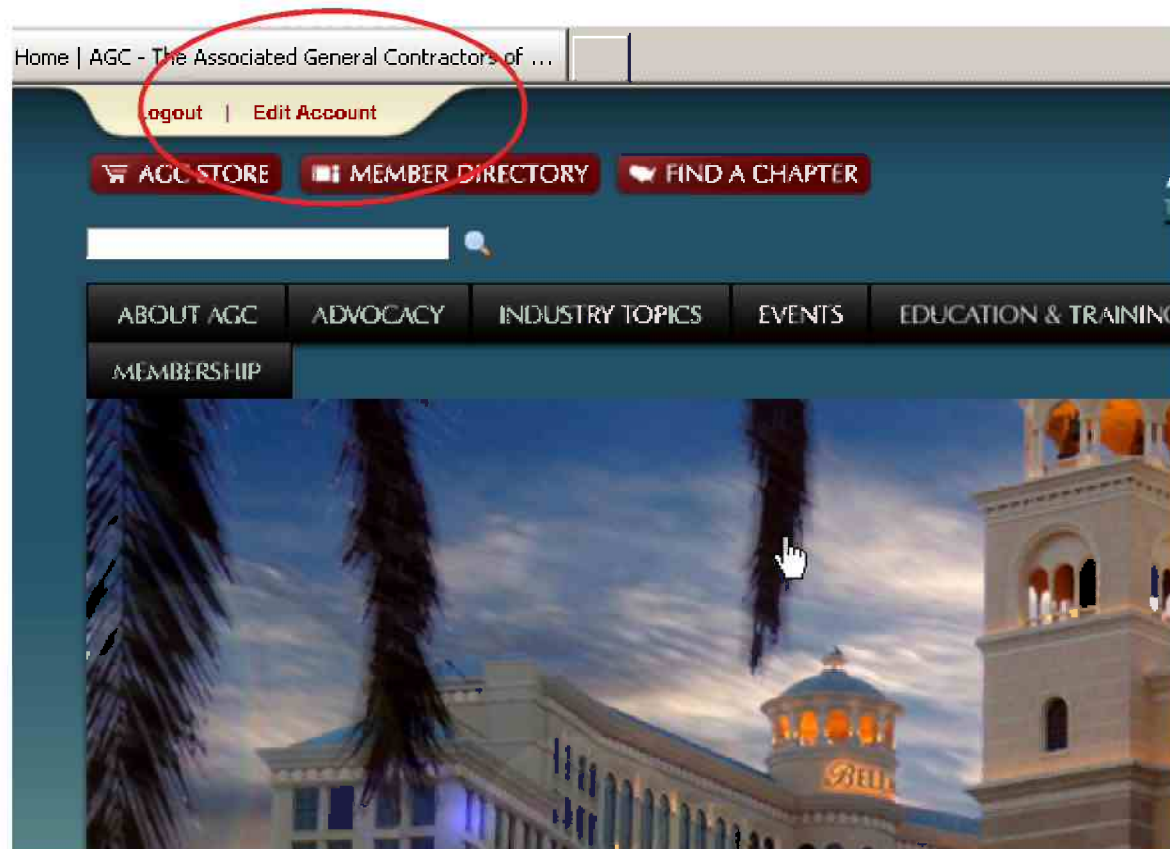 Home | AGC - The Associated General Contractors of ...
Logout | Edit Account
AGC STORE MEMBER DIRECTORY FIND A CHAPTER
ABOUT AGC ADVOCACY INDUSTRY TOPICS EVENTS EDUCATION & TRAINING
MEMBERSHIP